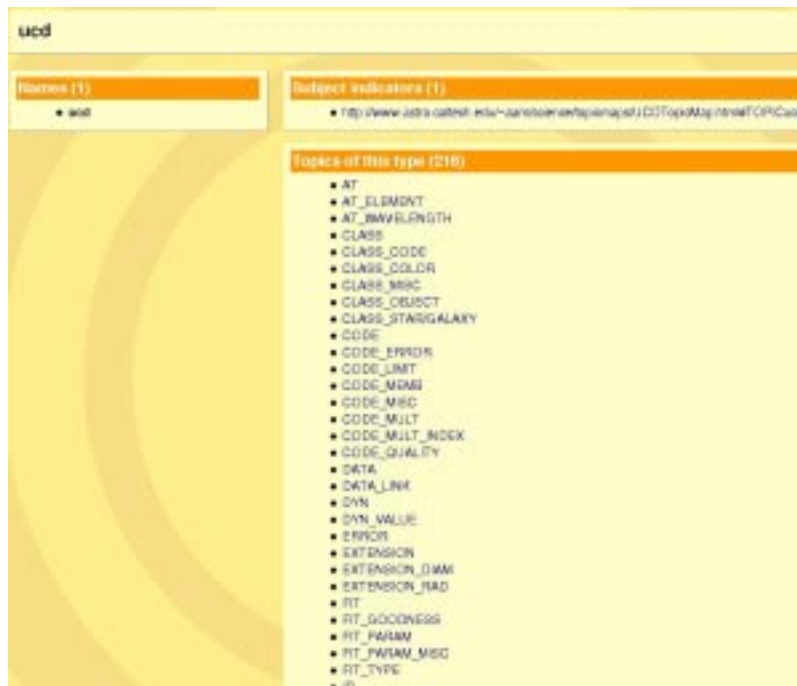 ucd
Names (1)
ucd
Subject indicators (1)
Topics of this type (216)
AT
AT_ELEMENT
AT_WAVELENGTH
CLASS
CLASS_CODE
CLASS_COLOR
CLASS_MISC
CLASS_OBJECT
CLASS_STAR/GALAXY
CODE
CODE_ERROR
CODE_LIMIT
CODE_MEMB
CODE_MISC
CODE_MULT
CODE_MULT_INDEX
CODE_QUALITY
DATA
DATA_LINK
DYN
DYN_VALUE
ERROR
EXTENSION
EXTENSION_DIAM
EXTENSION_RAD
FIT
FIT_GOODNESS
FIT_PARAM
FIT_PARAM_MISC
FIT_TYPE